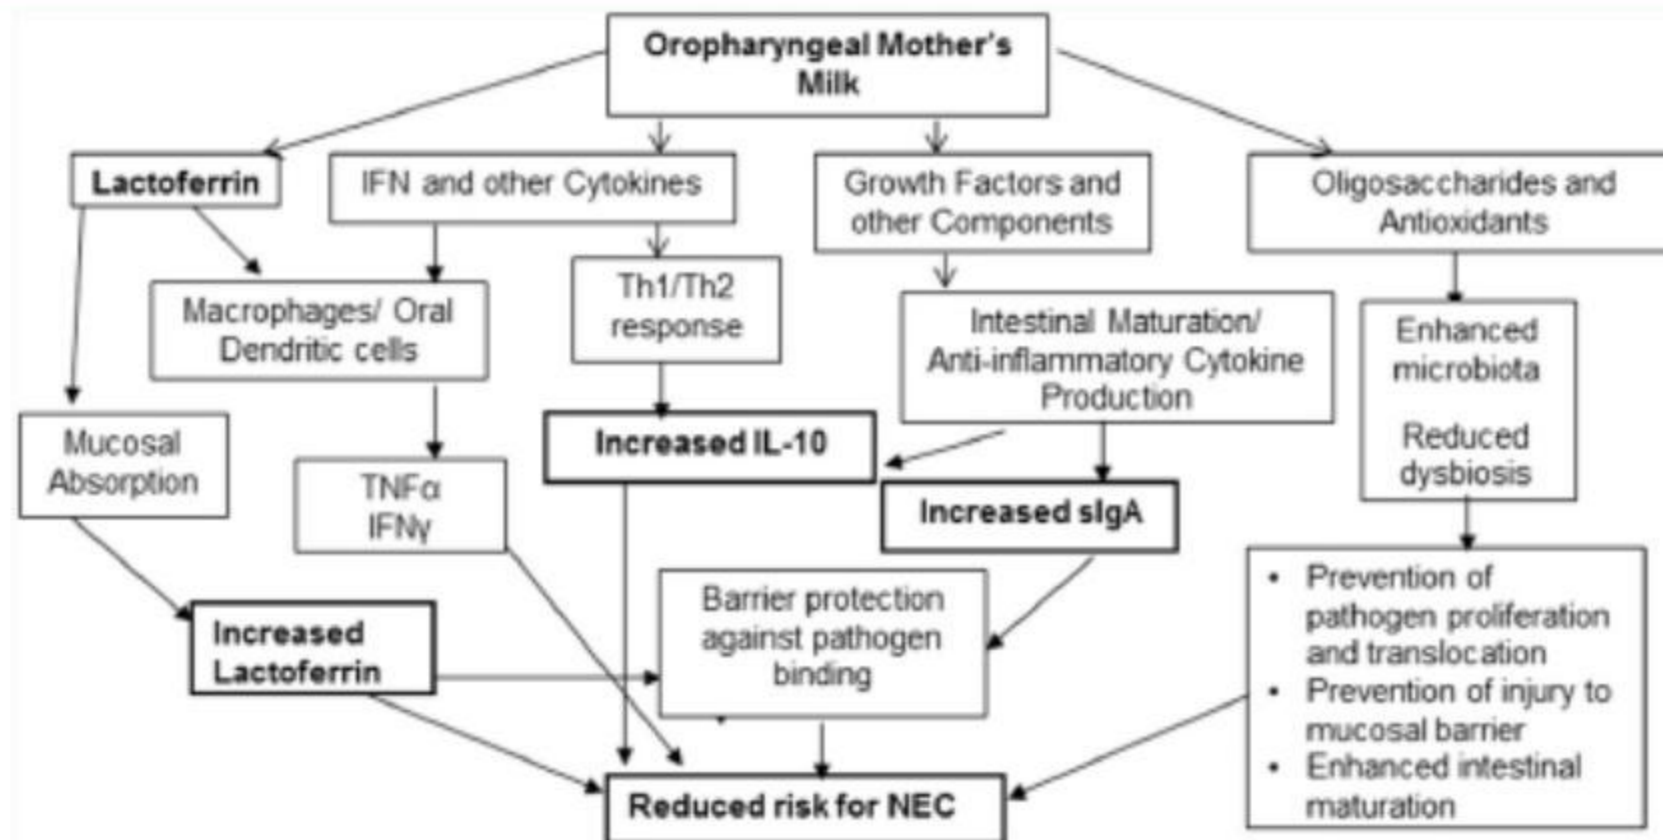 Oropharyngeal Mother's
Milk
Lactoferrin
IFN and other Cytokines
Growth Factors and
other Components
Oligosaccharides and
Antioxidants
Macrophages/ Oral
Dendritic cells
Th1/Th2
response
Intestinal Maturation/
Anti-inflammatory Cytokine
Production
Enhanced
microbiota
Reduced
dysbiosis
Mucosal
Absorption
TNFα
IFNγ
Increased IL-10
Increased sIgA
Increased
Lactoferrin
Barrier protection
against pathogen
binding
• Prevention of
pathogen proliferation
and translocation
• Prevention of injury to
mucosal barrier
• Enhanced intestinal
maturation
Reduced risk for NEC